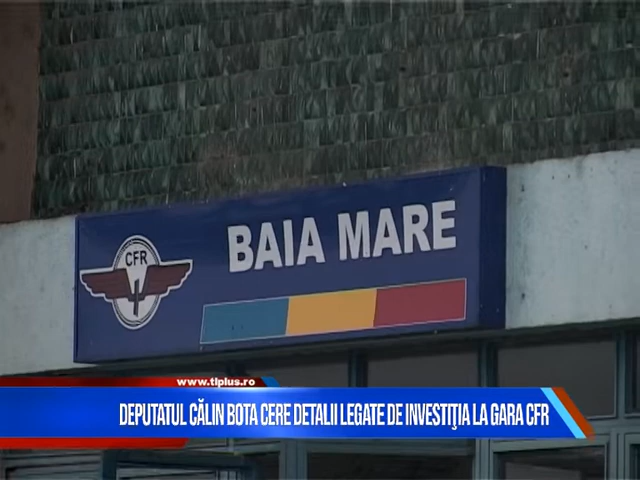 BAIA MARE
CFR
www.tlplus.ro
DEPUTATUL CĂLIN BOTA CERE DETALII LEGATE DE INVESTIŢIA LA GARA CFR